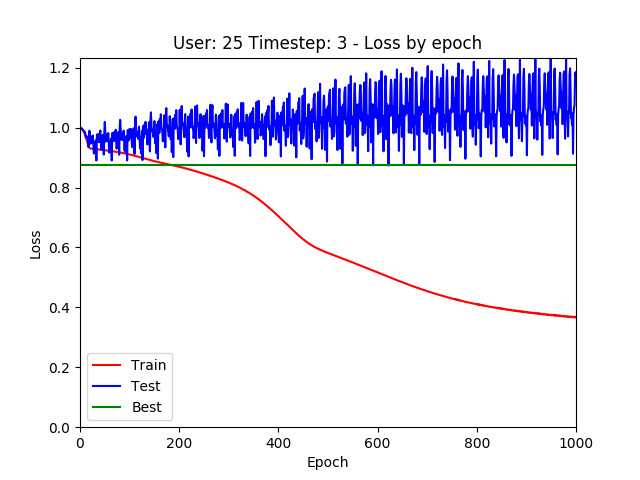 User: 25 Timestep: 3 - Loss by epoch
1.2
1.0
0.8
0.6
0.4
0.2
0.0
Loss
Train
Test
Best
0 200 400 600 800 1000
Epoch